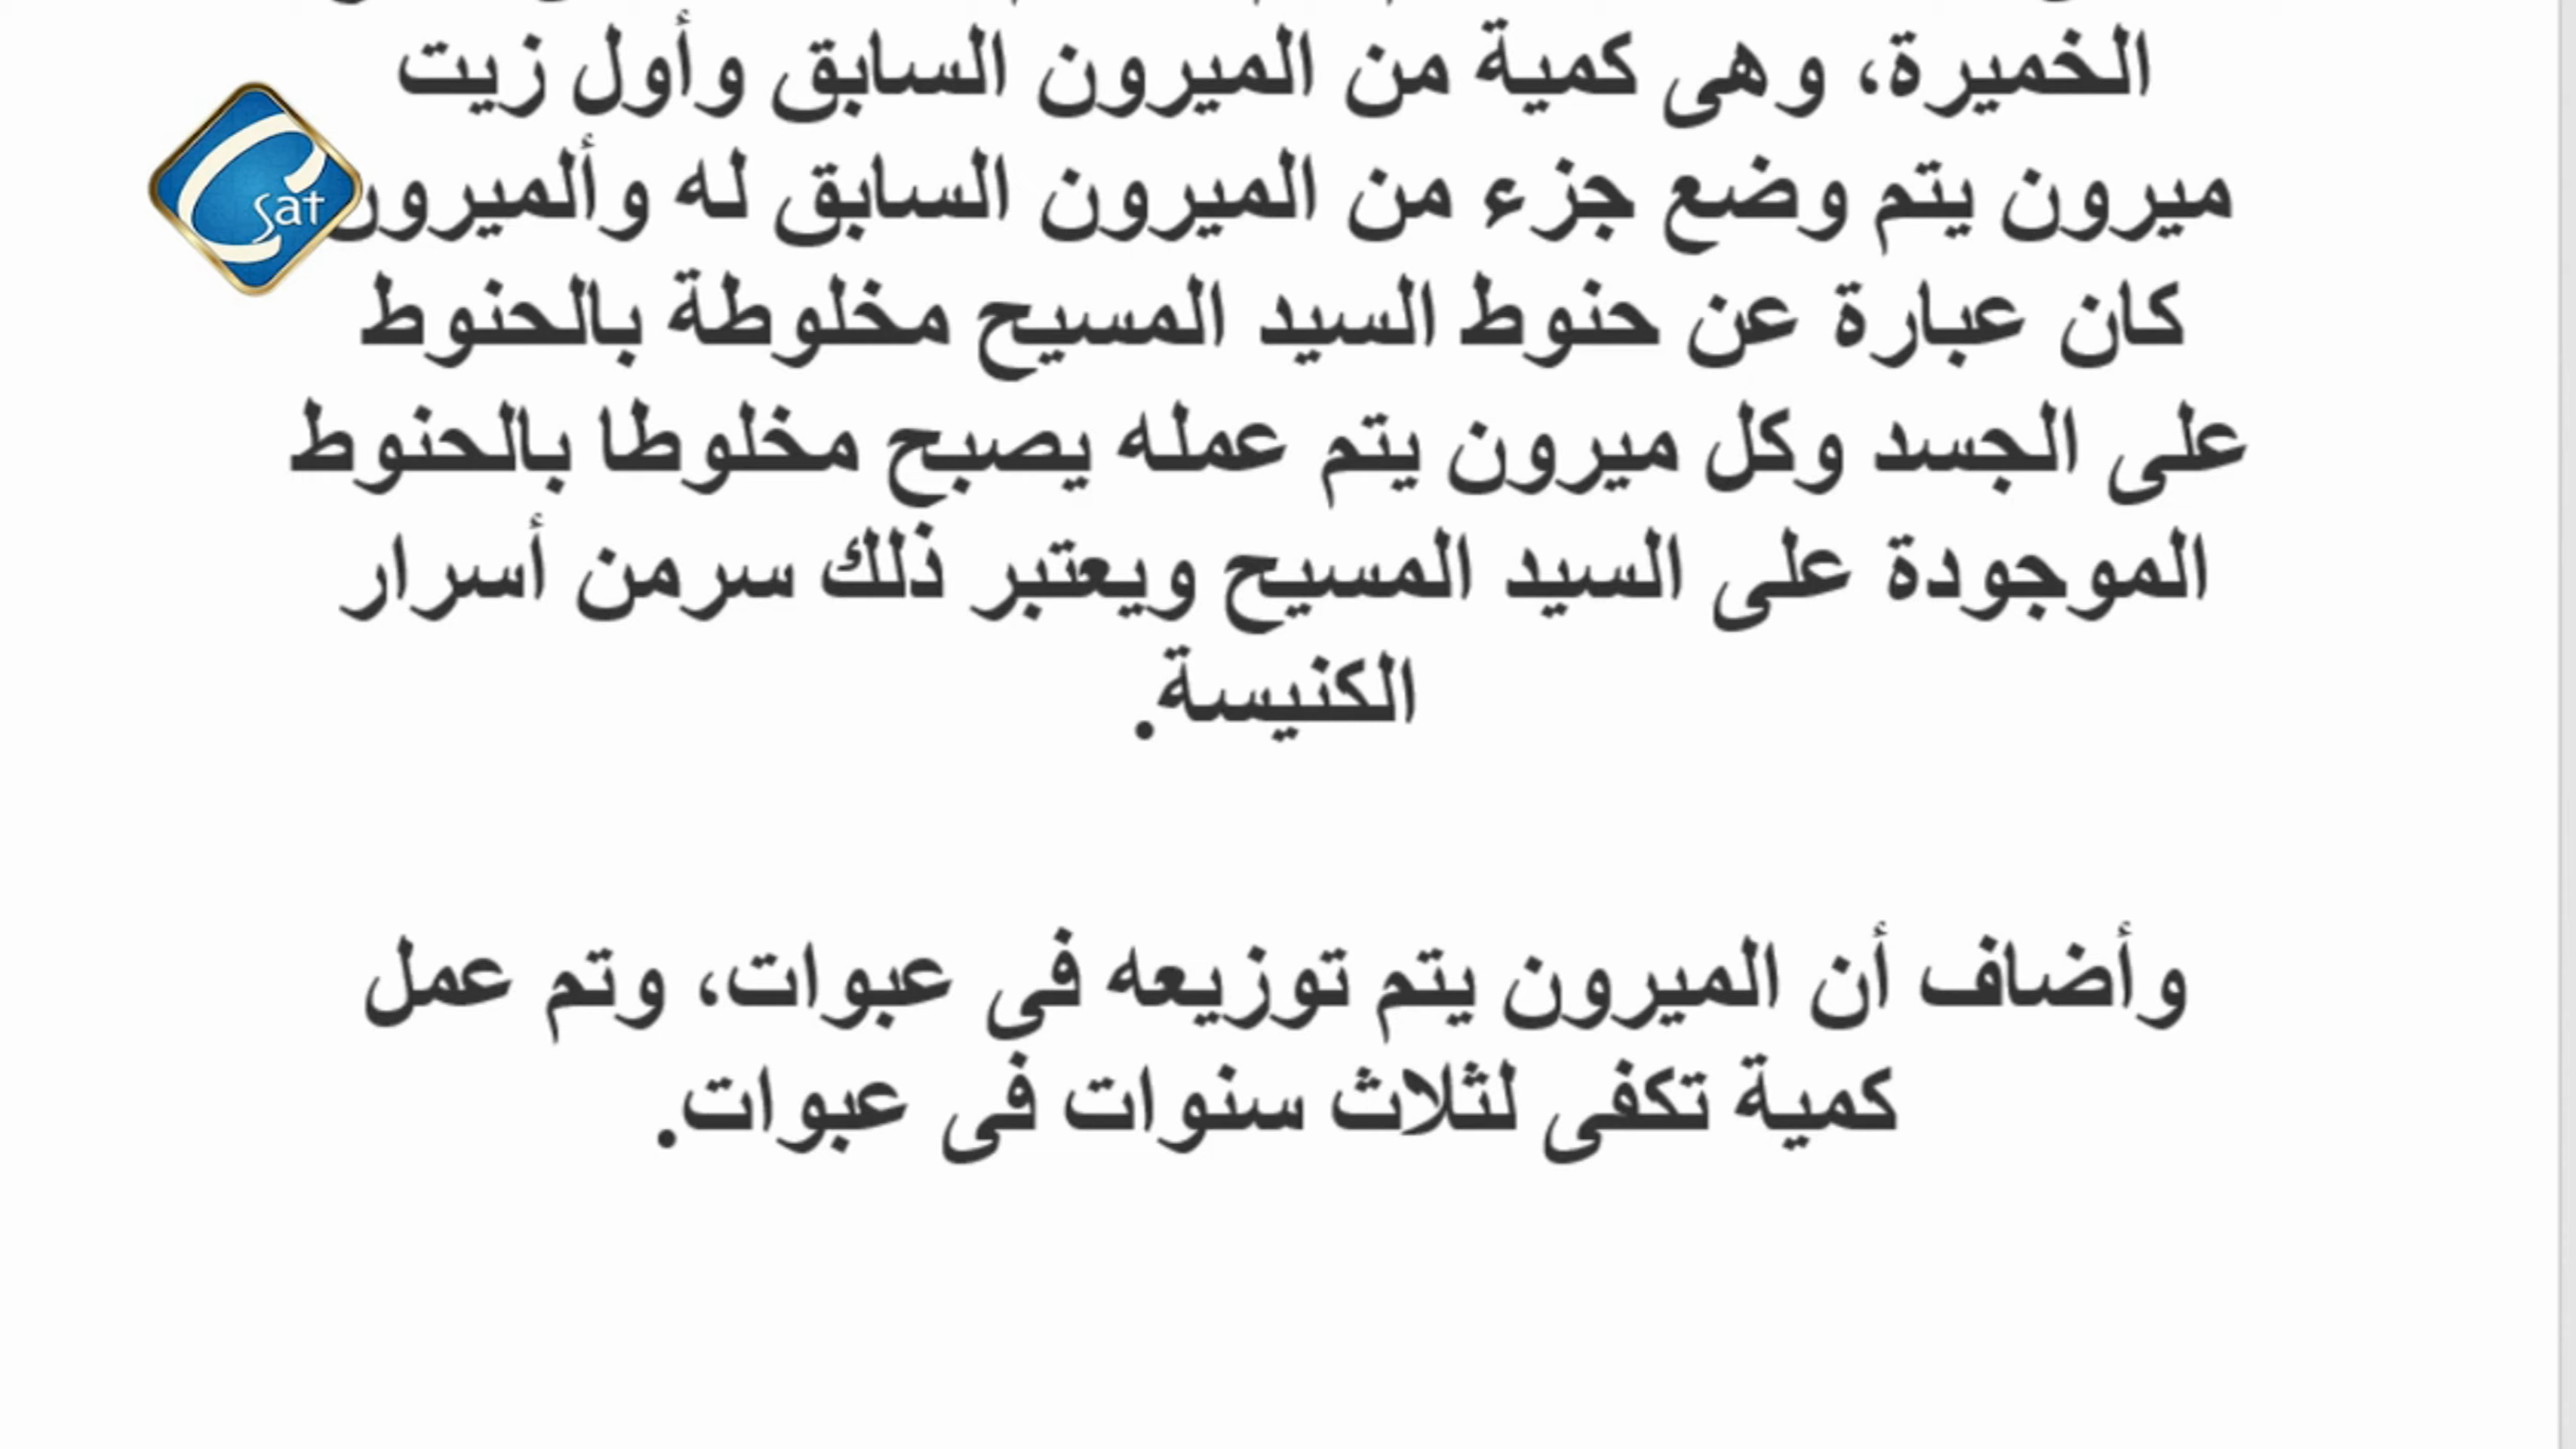 الخميرة، وهى كمية من الميرون السابق وأول زيت
ميرون يتم وضع جزء من الميرون السابق له وألميرون
كان عبارة عن حنوط السيد المسيح مخلوطة بالحنوط
على الجسد وكل ميرون يتم عمله يصبح مخلوطا بالحنوط
الموجودة على السيد المسيح ويعتبر ذلك سرمن أسرار
الكنيسة.
وأضاف أن الميرون يتم توزيعه فى عبوات، وتم عمل
كمية تكفى لثلاث سنوات فى عبوات.
C Sat